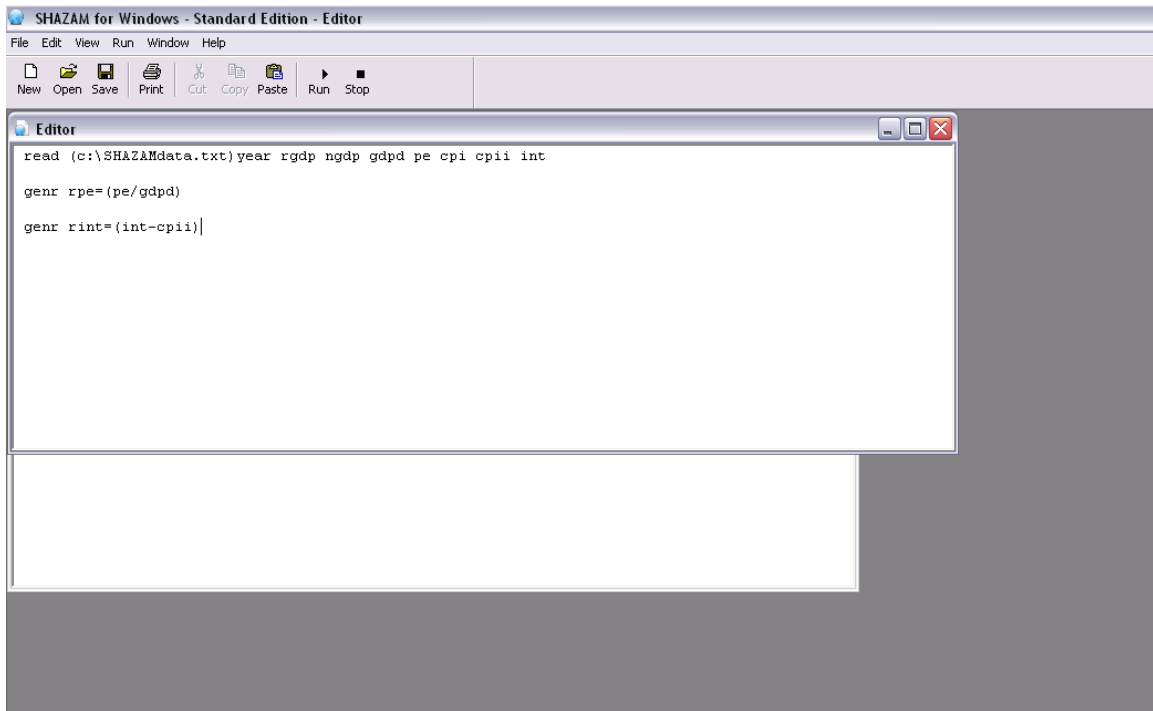 SHAZAM for Windows - Standard Edition - Editor
File Edit View Run Window Help
New Open Save Print Cut Copy Paste Run Stop
Editor
read (c:\SHAZAMdata.txt)year rgdp ngdp gdpd pe cpi cpii int
genr rpe=(pe/gdpd)
genr rint=(int-cpii)